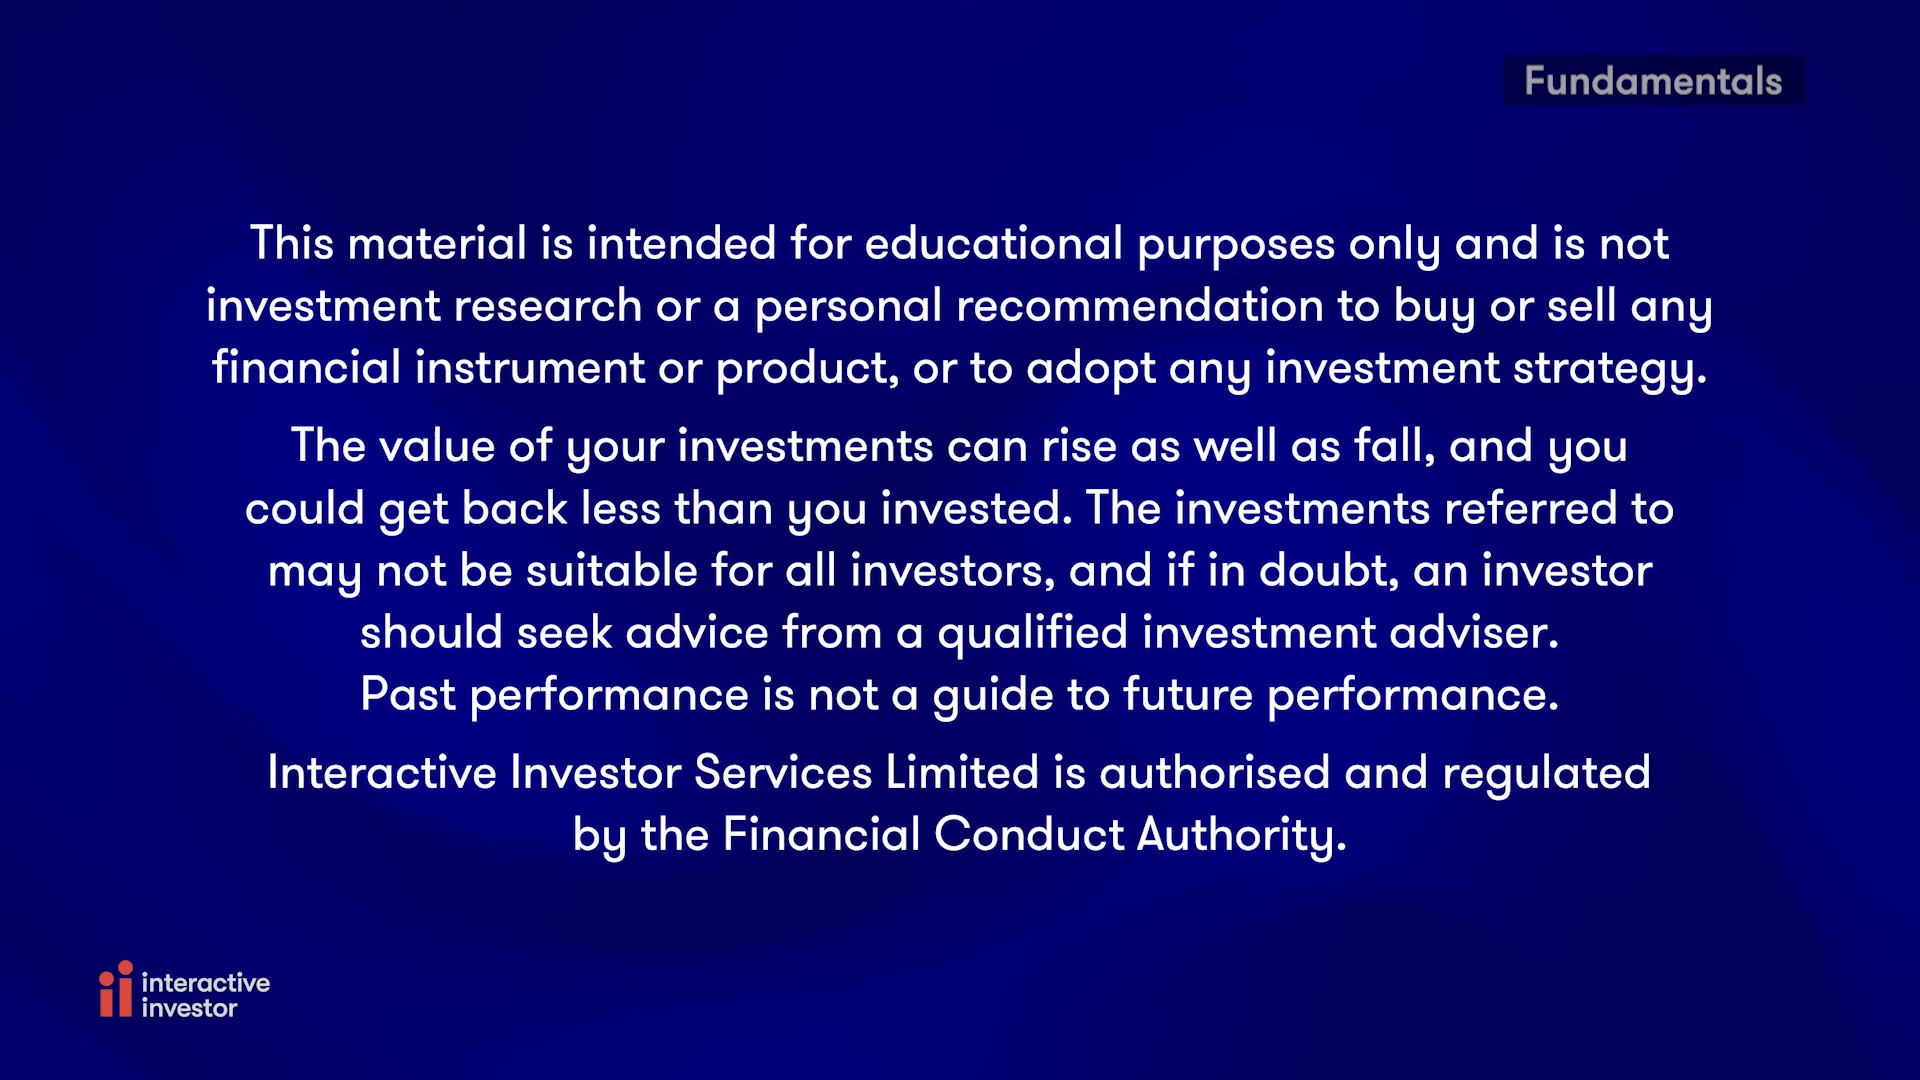 Fundamentals
This material is intended for educational purposes only and is not
investment research or a personal recommendation to buy or sell any
financial instrument or product, or to adopt any investment strategy.
The value of your investments can rise as well as fall, and you
could get back less than you invested. The investments referred to
may not be suitable for all investors, and if in doubt, an investor
should seek advice from a qualified investment adviser.
Past performance is not a guide to future performance.
Interactive Investor Services Limited is authorised and regulated
by the Financial Conduct Authority.
ii interactive
investor